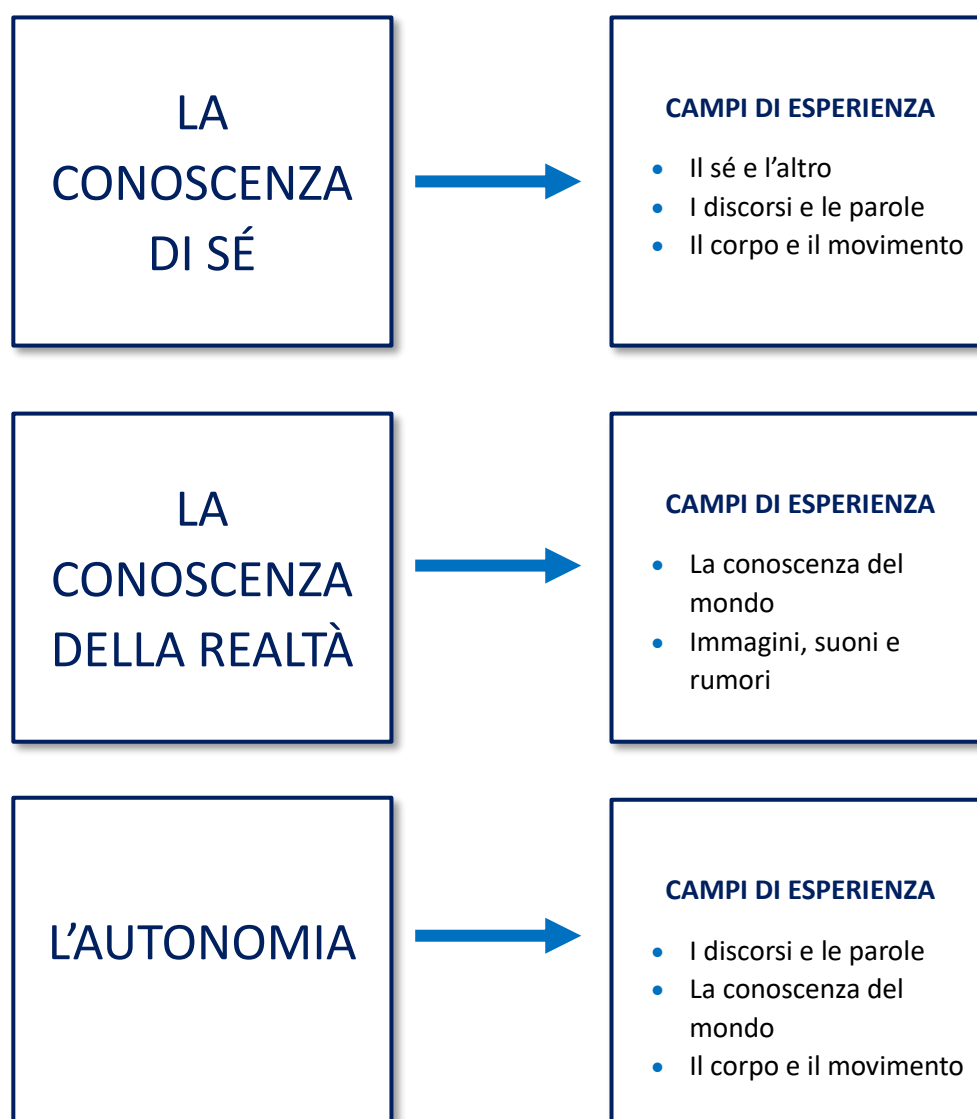 LA
CONOSCENZA
DI SÉ
CAMPI DI ESPERIENZA
• Il sé e l’altro
• I discorsi e le parole
• Il corpo e il movimento
LA
CONOSCENZA
DELLA REALTÀ
CAMPI DI ESPERIENZA
• La conoscenza del
mondo
• Immagini, suoni e
rumori
L’AUTONOMIA
CAMPI DI ESPERIENZA
• I discorsi e le parole
• La conoscenza del
mondo
• Il corpo e il movimento